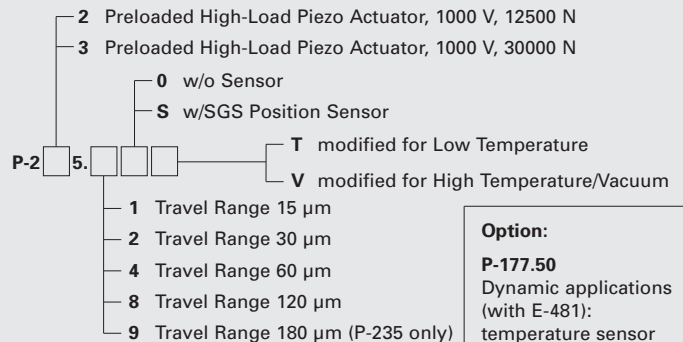 2 Preloaded High-Load Piezo Actuator, 1000 V, 12500 N
3 Preloaded High-Load Piezo Actuator, 1000 V, 30000 N
0 w/o Sensor
S w/SGS Position Sensor
T modified for Low Temperature
P-2 5.
V modified for High Temperature/Vacuum
1 Travel Range 15 µm
2 Travel Range 30 µm
4 Travel Range 60 µm
8 Travel Range 120 µm
9 Travel Range 180 µm (P-235 only)
Option:
P-177.50
Dynamic applications
(with E-481):
temperature sensor